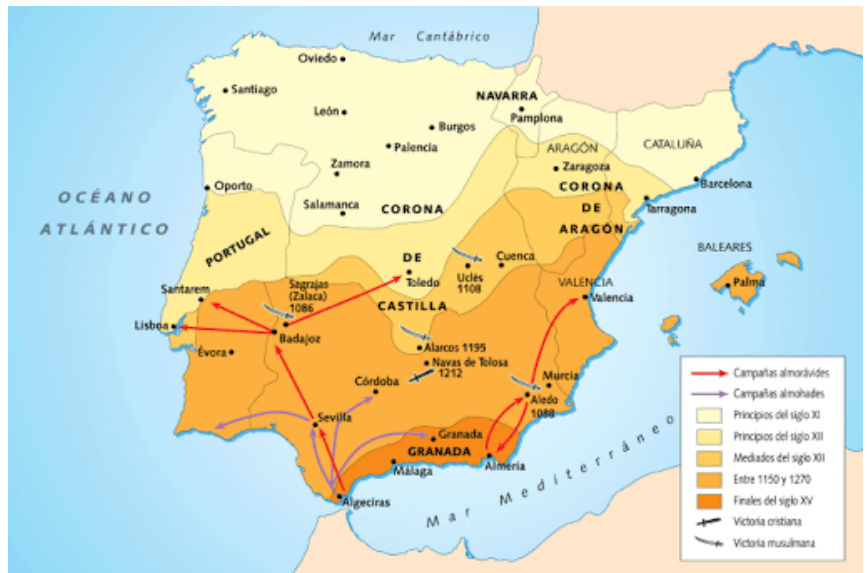 Mar Cantábrico
Oviedo
Santiago
NAVARRA
Pamplona
León
Burgos
Palencia
ARAGÓN
CATALUÑA
Zaragoza
Zamora
Oporto
Barcelona
CORONA
Salamanca
CORONA
Tarragona
DE
ARAGÓN
OCÉANO
ATLÁNTICO
PORTUGAL
DE
Toledo
Uclés
1108
Cuenca
BALEARES
Palma
Santarem
Sagrajas
(Zalaca)
1086
CASTILLA
VALENCIA
Valencia
Lisboa
Badajoz
Évora
Alarcos 1195
Navas de Tolosa
1212
Córdoba
Murcia
Aledo
1088
Sevilla
Granada
GRANADA
Málaga
Almería
Algeciras
Mar Mediterráneo
Campañas almorávides
Campañas almohades
Principios del siglo XI
Principios del siglo XII
Mediados del siglo XII
Entre 1150 y 1270
Finales del siglo XV
Victoria cristiana
Victoria musulmana